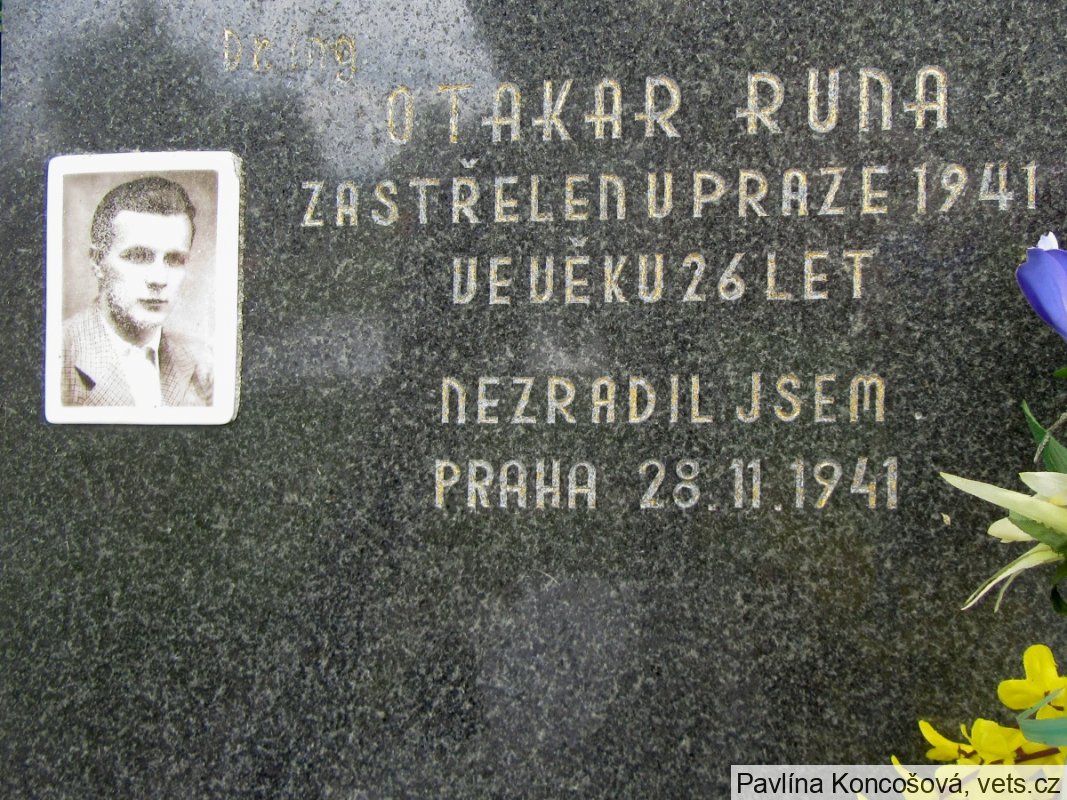 Dr. Ing.
OTAKAR RUNA
ZASTŘELEN U PRAZE 1941
VE VĚKU 26 LET
NEZRADIL JSEM
PRAHA 28.11.1941
Pavlína Koncošová, vets.cz